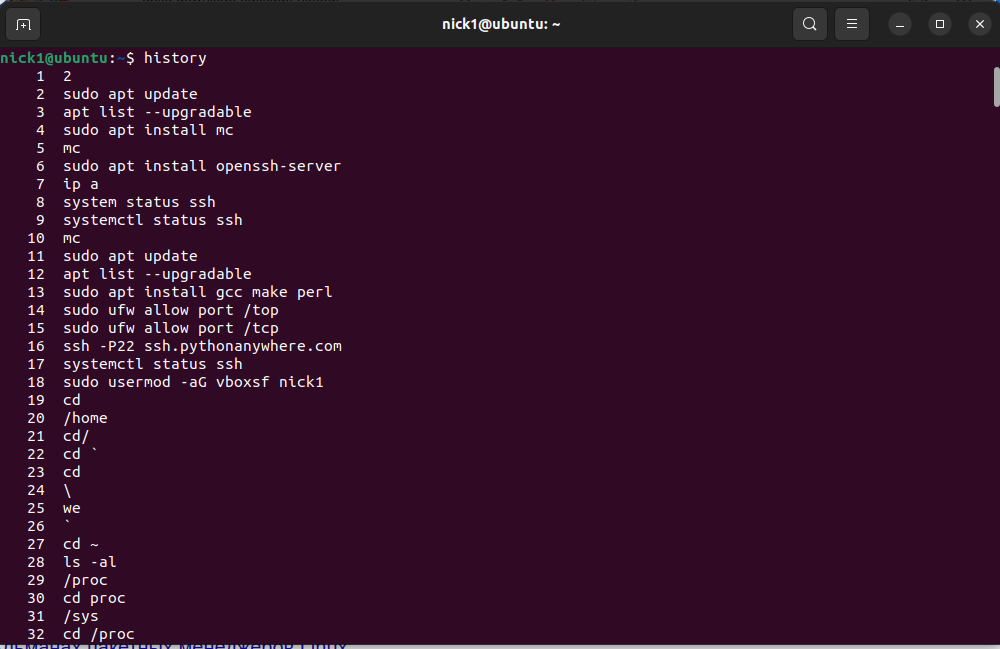 nick1@ubuntu: ~
nick1@ubuntu:~$ history
1 2
2 sudo apt update
3 apt list --upgradable
4 sudo apt install mc
5 mc
6 sudo apt install openssh-server
7 ip a
8 system status ssh
9 systemctl status ssh
10 mc
11 sudo apt update
12 apt list --upgradable
13 sudo apt install gcc make perl
14 sudo ufw allow port /top
15 sudo ufw allow port /tcp
16 ssh -P22 ssh.pythonanywhere.com
17 systemctl status ssh
18 sudo usermod -aG vboxsf nick1
19 cd
20 /home
21 cd/
22 cd `
23 cd
24 \
25 we
26 `
27 cd ~
28 ls -al
29 /proc
30 cd proc
31 /sys
32 cd /proc